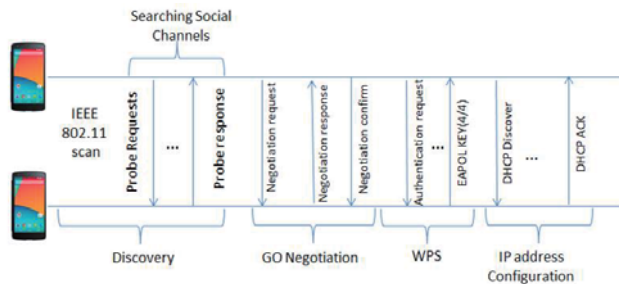 Searching Social
Channels
IEEE
802.11
scan
Probe Requests
...
Probe response
Negotiation request
Negotiation response
Negotiation confirm
Authentication request
...
EAPOL KEY(4/4)
DHCP Discover
...
DHCP ACK
Discovery
GO Negotiation
WPS
IP address
Configuration